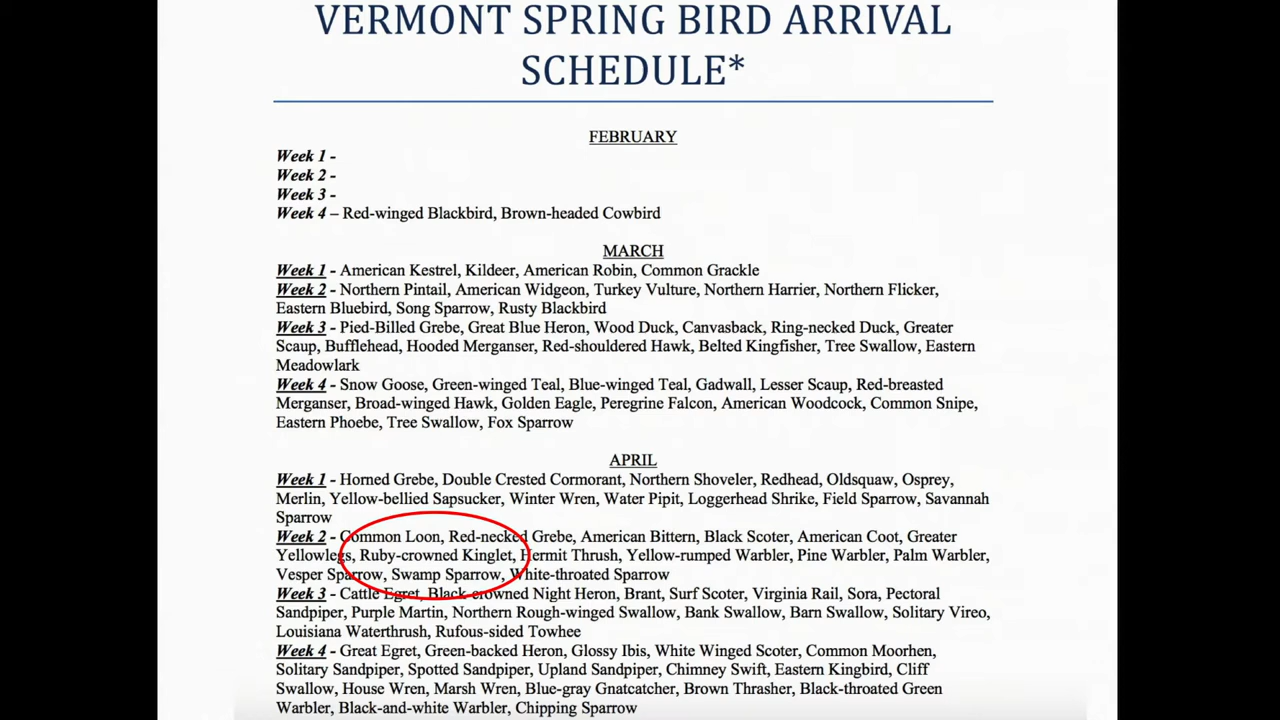 VERMONT SPRING BIRD ARRIVAL
SCHEDULE*
FEBRUARY
Week 1 -
Week 2 -
Week 3 -
Week 4 – Red-winged Blackbird, Brown-headed Cowbird
MARCH
Week 1 - American Kestrel, Kildeer, American Robin, Common Grackle
Week 2 - Northern Pintail, American Widgeon, Turkey Vulture, Northern Harrier, Northern Flicker,
Eastern Bluebird, Song Sparrow, Rusty Blackbird
Week 3 - Pied-Billed Grebe, Great Blue Heron, Wood Duck, Canvasback, Ring-necked Duck, Greater
Scaup, Bufflehead, Hooded Merganser, Red-shouldered Hawk, Belted Kingfisher, Tree Swallow, Eastern
Meadowlark
Week 4 - Snow Goose, Green-winged Teal, Blue-winged Teal, Gadwall, Lesser Scaup, Red-breasted
Merganser, Broad-winged Hawk, Golden Eagle, Peregrine Falcon, American Woodcock, Common Snipe,
Eastern Phoebe, Tree Swallow, Fox Sparrow
APRIL
Week 1 - Horned Grebe, Double Crested Cormorant, Northern Shoveler, Redhead, Oldsquaw, Osprey,
Merlin, Yellow-bellied Sapsucker, Winter Wren, Water Pipit, Loggerhead Shrike, Field Sparrow, Savannah
Sparrow
Week 2 - Common Loon, Red-necked Grebe, American Bittern, Black Scoter, American Coot, Greater
Yellowlegs, Ruby-crowned Kinglet, Hermit Thrush, Yellow-rumped Warbler, Pine Warbler, Palm Warbler,
Vesper Sparrow, Swamp Sparrow, White-throated Sparrow
Week 3 - Cattle Egret, Black-crowned Night Heron, Brant, Surf Scoter, Virginia Rail, Sora, Pectoral
Sandpiper, Purple Martin, Northern Rough-winged Swallow, Bank Swallow, Barn Swallow, Solitary Vireo,
Louisiana Waterthrush, Rufous-sided Towhee
Week 4 - Great Egret, Green-backed Heron, Glossy Ibis, White Winged Scoter, Common Moorhen,
Solitary Sandpiper, Spotted Sandpiper, Upland Sandpiper, Chimney Swift, Eastern Kingbird, Cliff
Swallow, House Wren, Marsh Wren, Blue-gray Gnatcatcher, Brown Thrasher, Black-throated Green
Warbler, Black-and-white Warbler, Chipping Sparrow